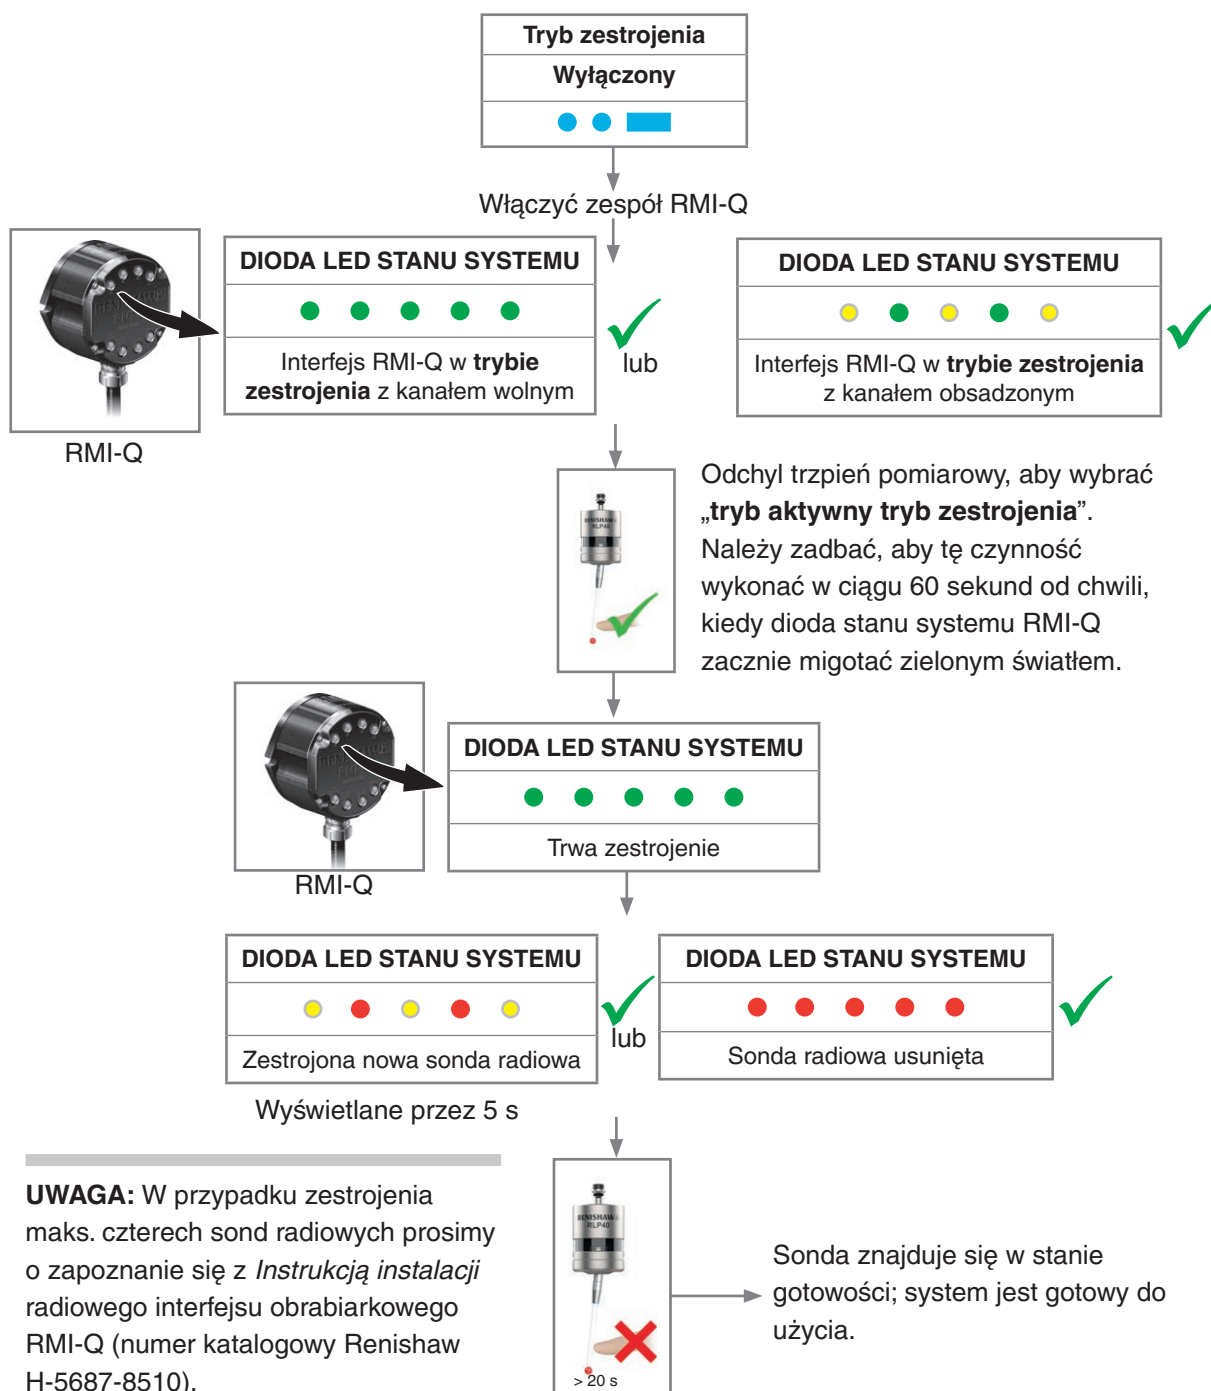 Tryb zestrojenia
Wyłączony
Włączyć zespół RMI-Q
DIODA LED STANU SYSTEMU
Interfejs RMI-Q w trybie
zestrojenia z kanałem wolnym
lub
DIODA LED STANU SYSTEMU
Interfejs RMI-Q w trybie zestrojenia
z kanałem obsadzonym
RMI-Q
RENISHAW
RLP40
Odchyl trzpień pomiarowy, aby wybrać
„tryb aktywny tryb zestrojenia”.
Należy zadbać, aby tę czynność
wykonać w ciągu 60 sekund od chwili,
kiedy dioda stanu systemu RMI-Q
zacznie migotać zielonym światłem.
DIODA LED STANU SYSTEMU
Trwa zestrojenie
RMI-Q
DIODA LED STANU SYSTEMU
Zestrojona nowa sonda radiowa
lub
DIODA LED STANU SYSTEMU
Sonda radiowa usunięta
Wyświetlane przez 5 s
UWAGA: W przypadku zestrojenia
maks. czterech sond radiowych prosimy
o zapoznanie się z Instrukcją instalacji
radiowego interfejsu obrabiarkowego
RMI-Q (numer katalogowy Renishaw
H-5687-8510).
RENISHAW
RLP40
> 20 s
Sonda znajduje się w stanie
gotowości; system jest gotowy do
użycia.